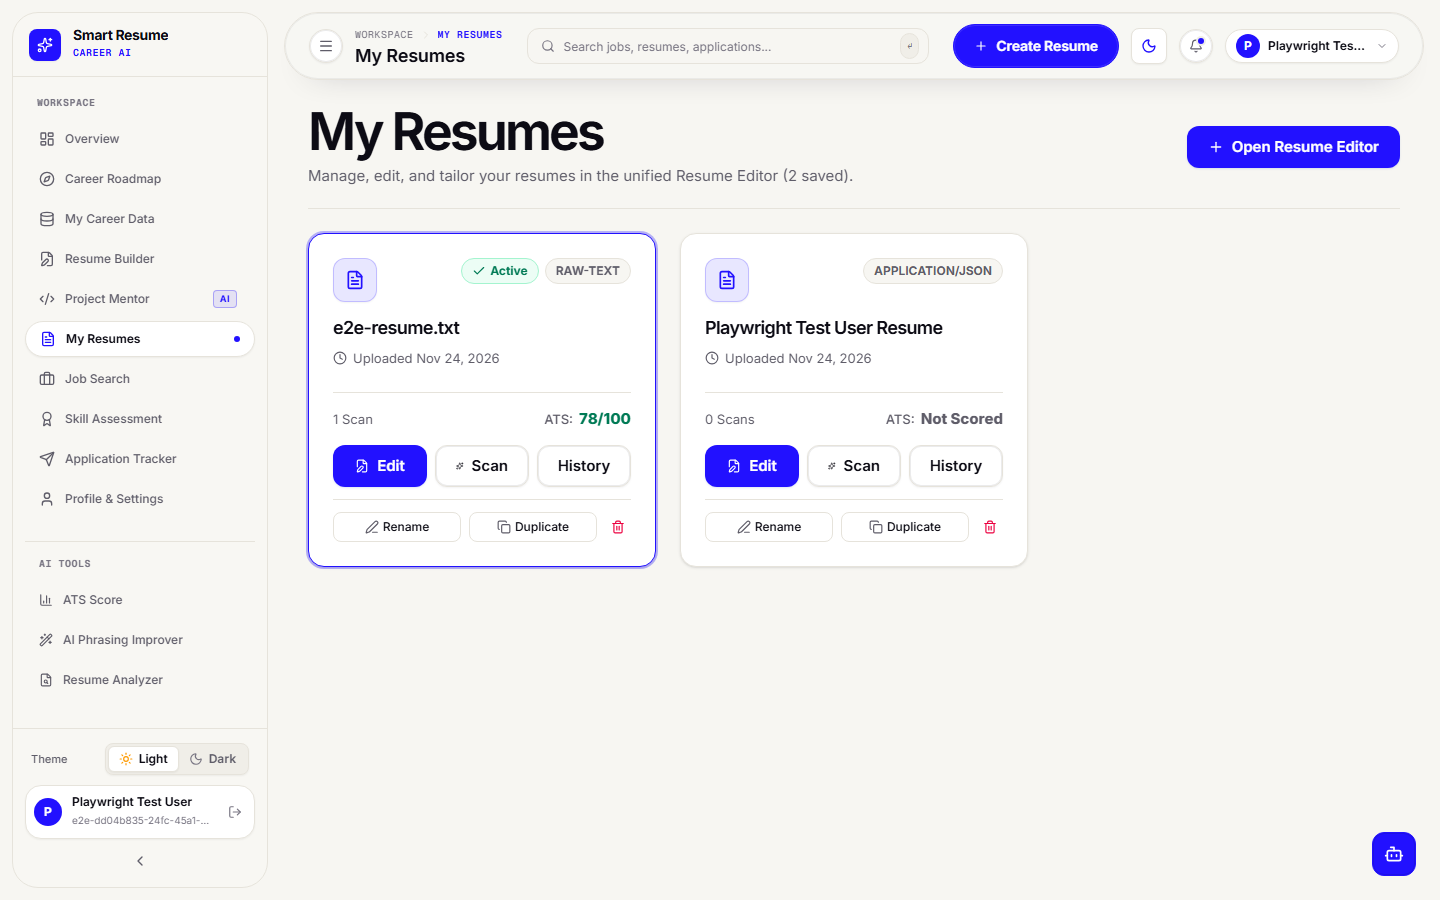 Smart Resume
CAREER AI
WORKSPACE
Overview
Career Roadmap
My Career Data
Resume Builder
Project Mentor AI
My Resumes
Job Search
Skill Assessment
Application Tracker
Profile & Settings
AI TOOLS
ATS Score
AI Phrasing Improver
Resume Analyzer
Theme Light Dark
P Playwright Test User
e2e-dd04b835-24fc-45a1-...
WORKSPACE MY RESUMES
My Resumes
Search jobs, resumes, applications...
Create Resume
P Playwright Tes...
My Resumes
Manage, edit, and tailor your resumes in the unified Resume Editor (2 saved).
Open Resume Editor
Active RAW-TEXT
e2e-resume.txt
Uploaded Nov 24, 2026
1 Scan ATS: 78/100
Edit Scan History
Rename Duplicate
APPLICATION/JSON
Playwright Test User Resume
Uploaded Nov 24, 2026
0 Scans ATS: Not Scored
Edit Scan History
Rename Duplicate